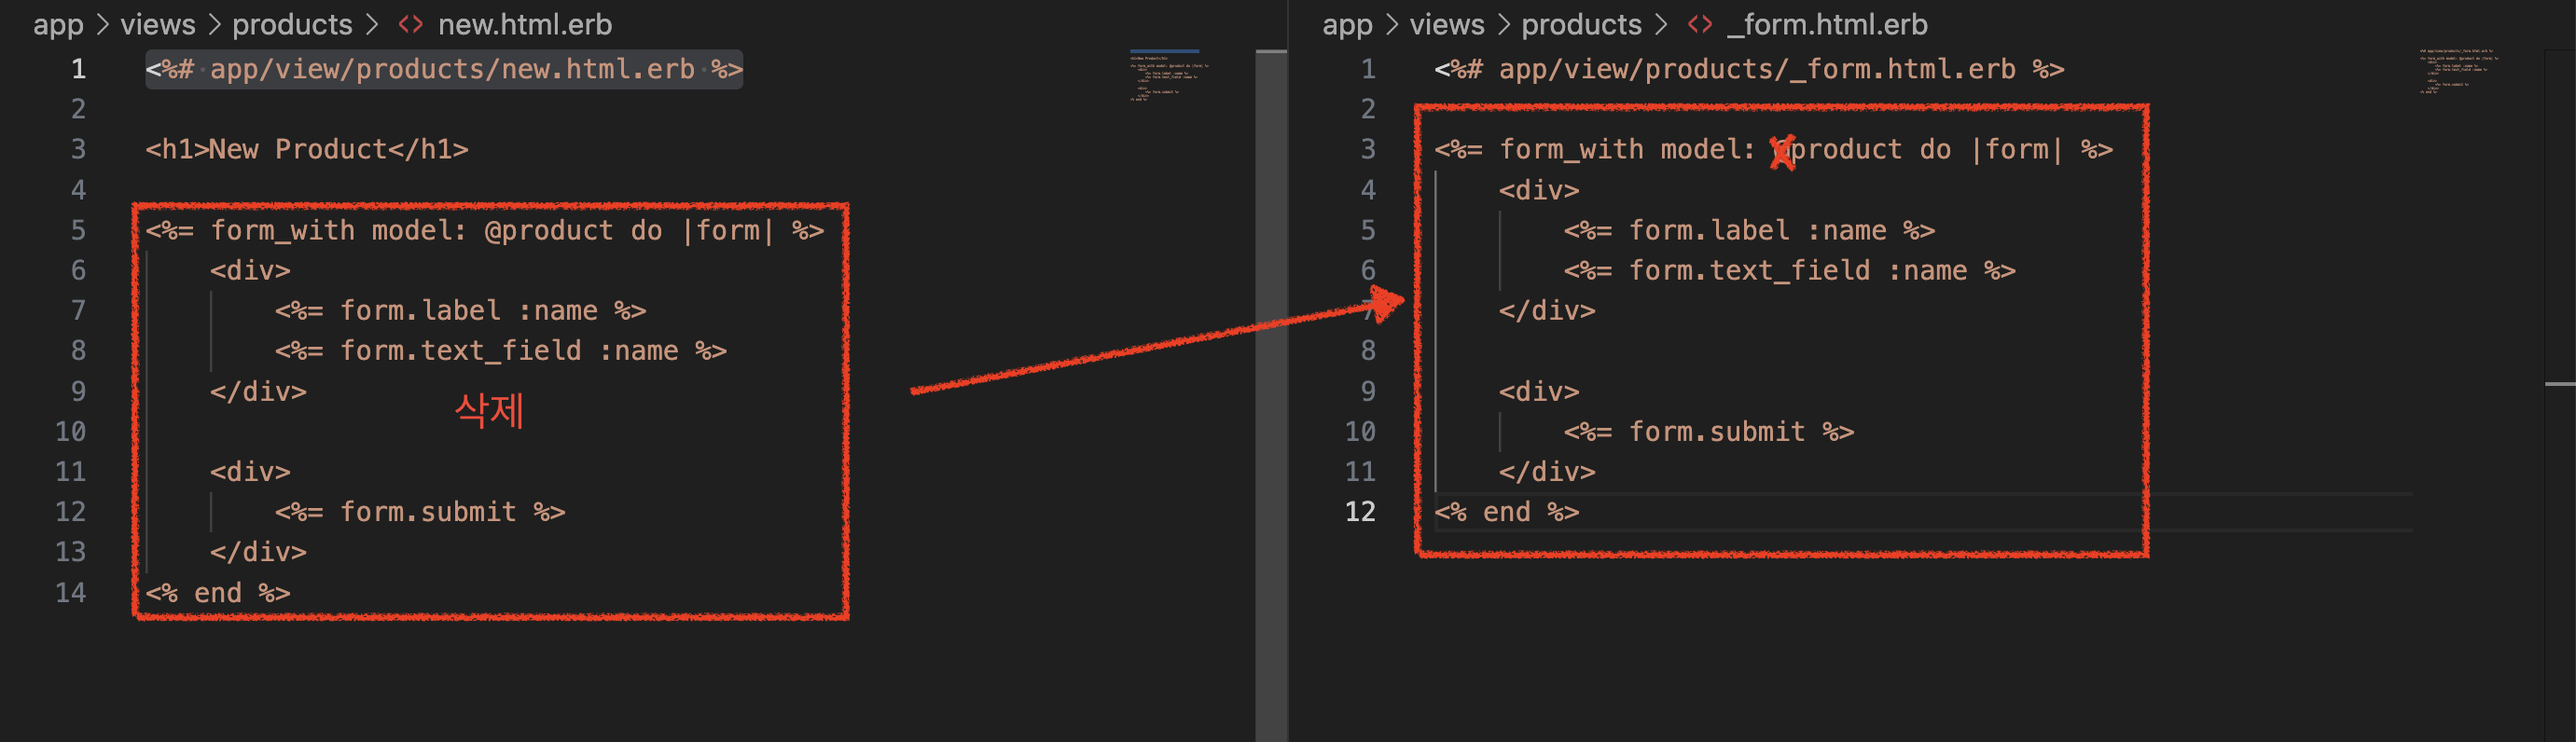 app > views > products > <> new.html.erb
1 <%# app/view/products/new.html.erb %>
2
3 <h1>New Product</h1>
4
5 <%= form_with model: @product do |form| %>
6 <div>
7 <%= form.label :name %>
8 <%= form.text_field :name %>
9 </div>
삭제
10
11 <div>
12 <%= form.submit %>
13 </div>
14 <% end %>
app > views > products > <> _form.html.erb
1 <%# app/view/products/_form.html.erb %>
2
3 <%= form_with model: @product do |form| %>
4 <div>
5 <%= form.label :name %>
6 <%= form.text_field :name %>
7 </div>
8
9 <div>
10 <%= form.submit %>
11 </div>
12 <% end %>